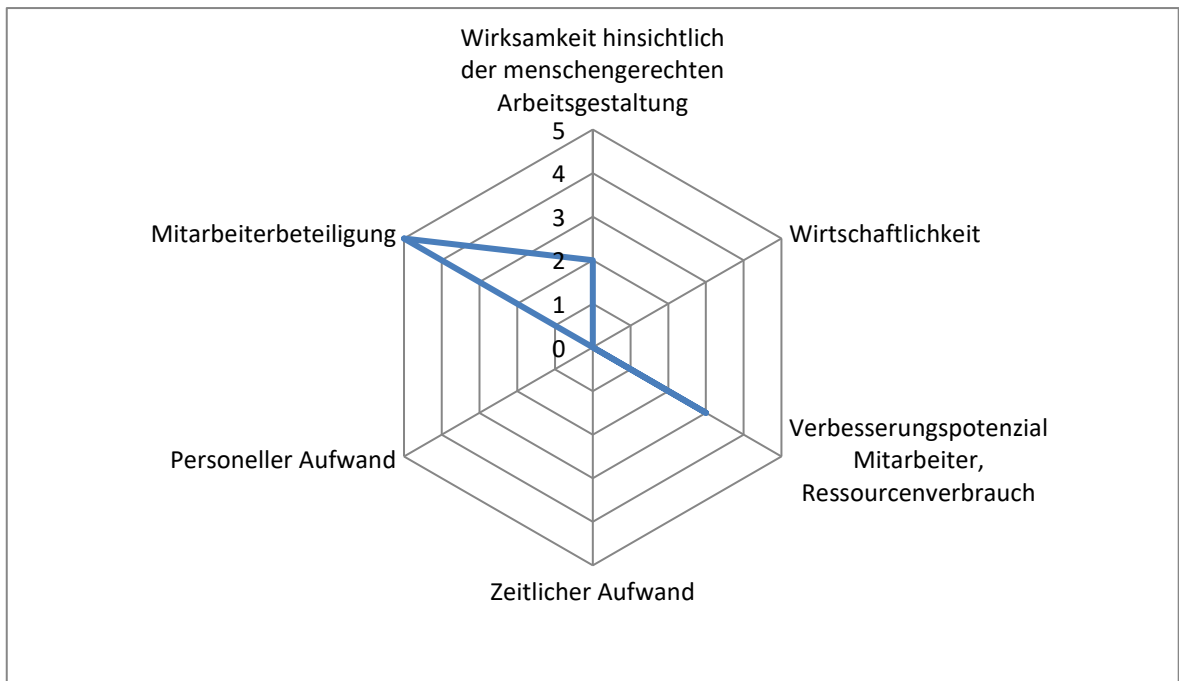 Wirksamkeit hinsichtlich
der menschengerechten
Arbeitsgestaltung
5
4
3
2
1
0
Mitarbeiterbeteiligung
Wirtschaftlichkeit
Personeller Aufwand
Verbesserungspotenzial
Mitarbeiter,
Ressourcenverbrauch
Zeitlicher Aufwand